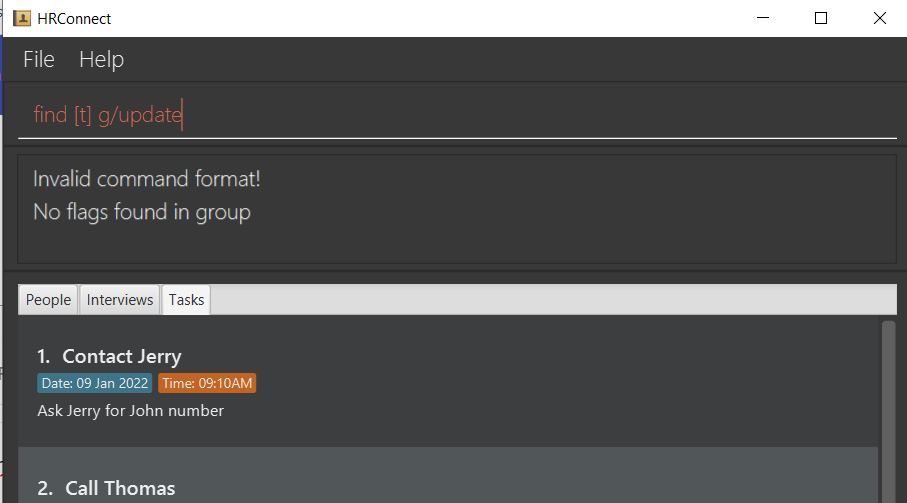 HRConnect
File Help
find [t] g/update
Invalid command format!
No flags found in group
People Interviews Tasks
1. Contact Jerry
Date: 09 Jan 2022 Time: 09:10AM
Ask Jerry for John number
2. Call Thomas